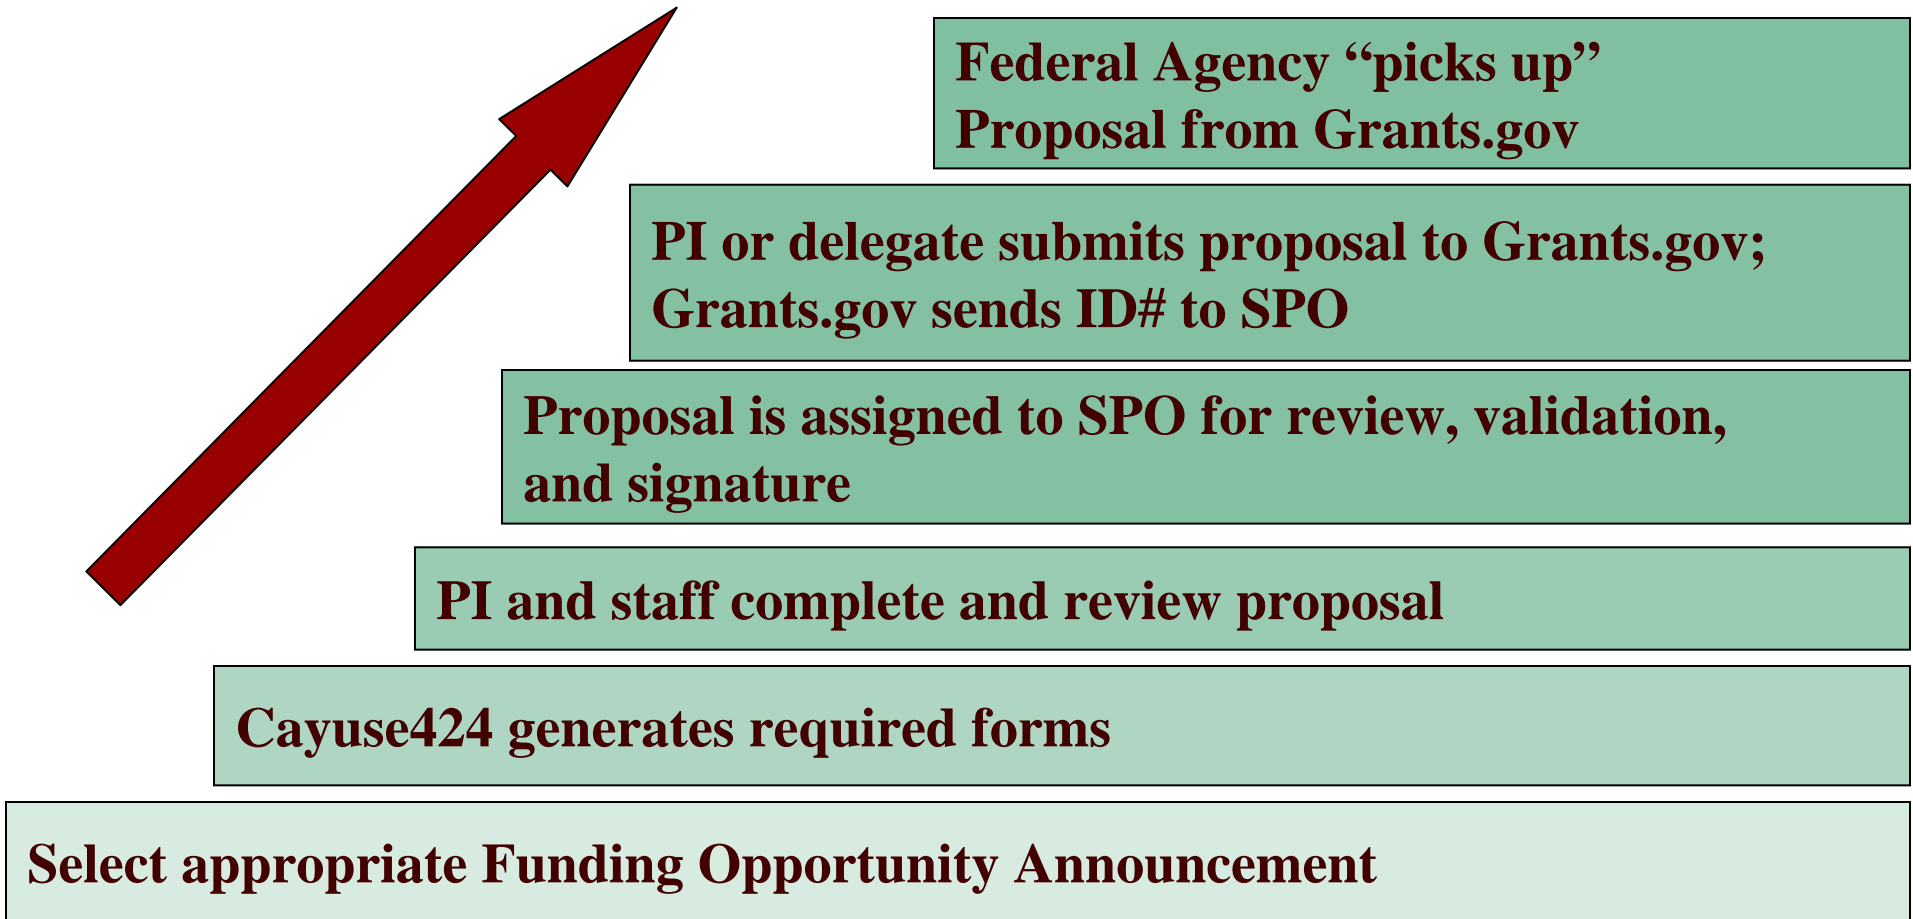 Federal Agency “picks up”
Proposal from Grants.gov
PI or delegate submits proposal to Grants.gov;
Grants.gov sends ID# to SPO
Proposal is assigned to SPO for review, validation,
and signature
PI and staff complete and review proposal
Cayuse424 generates required forms
Select appropriate Funding Opportunity Announcement